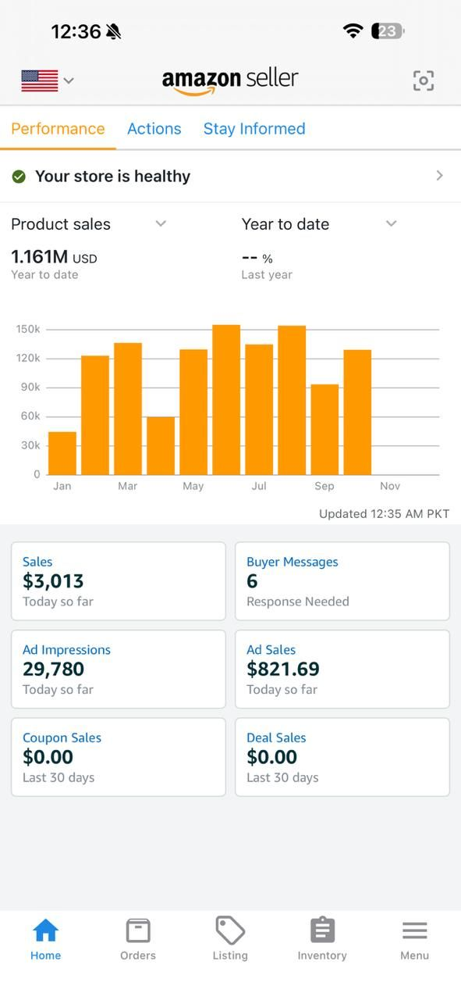 12:36
23
amazon seller
Performance Actions Stay Informed
Your store is healthy
Product sales Year to date
1.161M USD -- %
Year to date Last year
150k
120k
90k
60k
30k
0
Jan Mar May Jul Sep Nov
Updated 12:35 AM PKT
Sales
$3,013
Today so far
Buyer Messages
6
Response Needed
Ad Impressions
29,780
Today so far
Ad Sales
$821.69
Today so far
Coupon Sales
$0.00
Last 30 days
Deal Sales
$0.00
Last 30 days
Home Orders Listing Inventory Menu